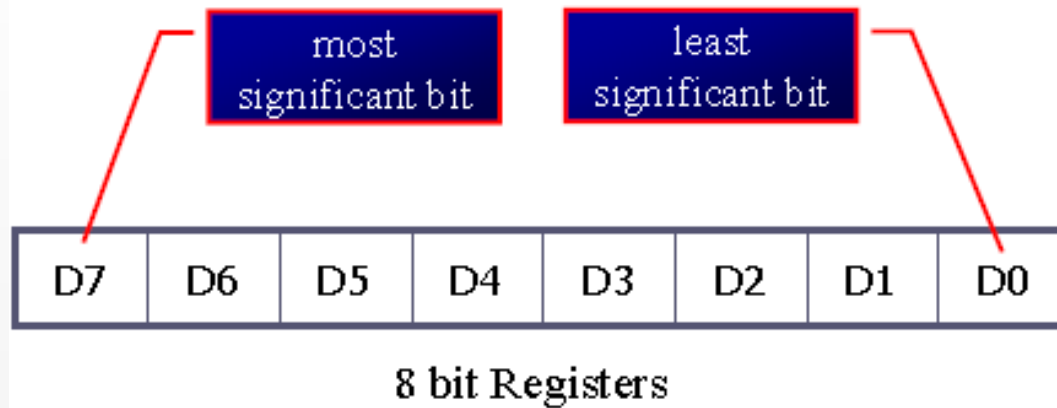 most
significant bit
least
significant bit
D7 D6 D5 D4 D3 D2 D1 D0
8 bit Registers